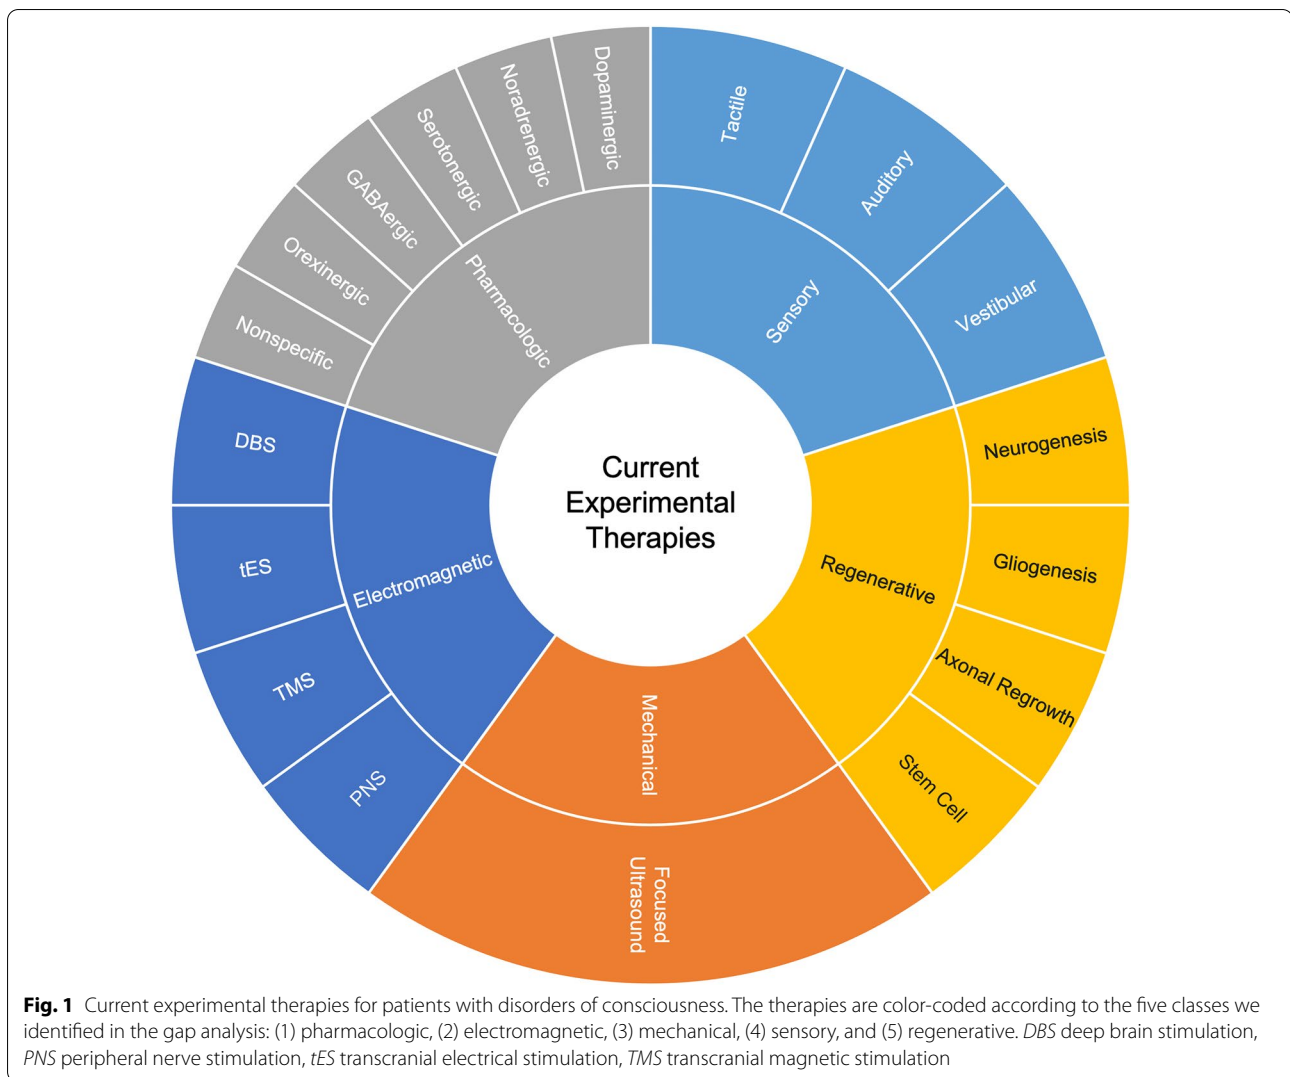 Current
Experimental
Therapies
Pharmacologic
Dopaminergic
Noradrenergic
Serotonergic
GABAergic
Orexinergic
Nonspecific
Sensory
Tactile
Auditory
Vestibular
Regenerative
Neurogenesis
Gliogenesis
Axonal Regrowth
Stem Cell
Mechanical
Focused
Ultrasound
Electromagnetic
DBS
tES
TMS
PNS
Fig. 1 Current experimental therapies for patients with disorders of consciousness. The therapies are color-coded according to the five classes we
identified in the gap analysis: (1) pharmacologic, (2) electromagnetic, (3) mechanical, (4) sensory, and (5) regenerative. DBS deep brain stimulation,
PNS peripheral nerve stimulation, tES transcranial electrical stimulation, TMS transcranial magnetic stimulation